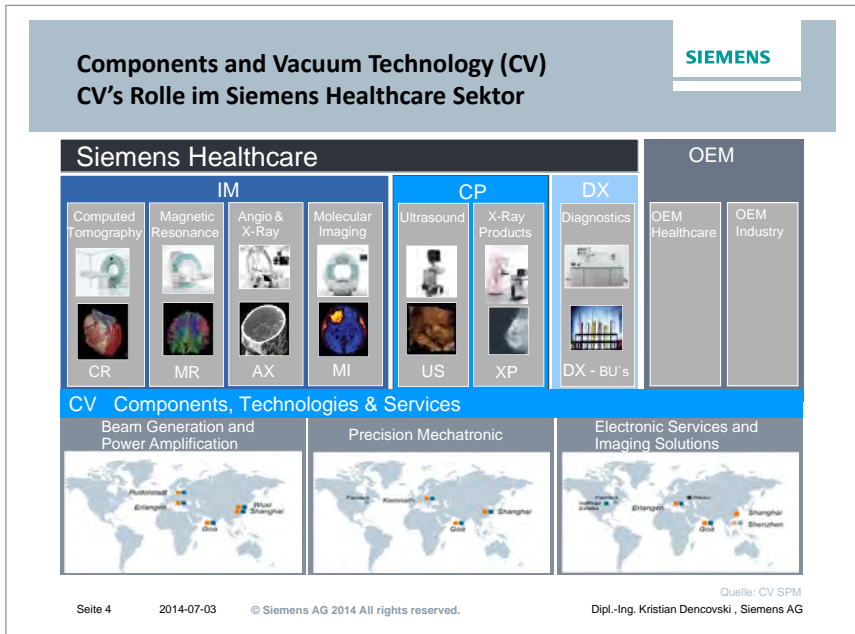 Components and Vacuum Technology (CV)
CV's Rolle im Siemens Healthcare Sektor
SIEMENS
Siemens Healthcare
OEM
IM
CP
DX
Computed
Tomography
CR
Magnetic
Resonance
MR
Angio &
X-Ray
AX
Molecular
Imaging
MI
Ultrasound
US
X-Ray
Products
XP
Diagnostics
DX - BU`s
OEM
Healthcare
OEM
Industry
CV Components, Technologies & Services
Beam Generation and
Power Amplification
Rudolstadt
Erlangen
Wuxi
Shanghai
Goa
Precision Mechatronic
Kemnath
Shanghai
Goa
Electronic Services and
Imaging Solutions
Hoffman
Estates
Erlangen
Shanghai
Shenzhen
Goa
Quelle: CV SPM
Seite 4 2014-07-03 © Siemens AG 2014 All rights reserved. Dipl.-Ing. Kristian Dencovski , Siemens AG